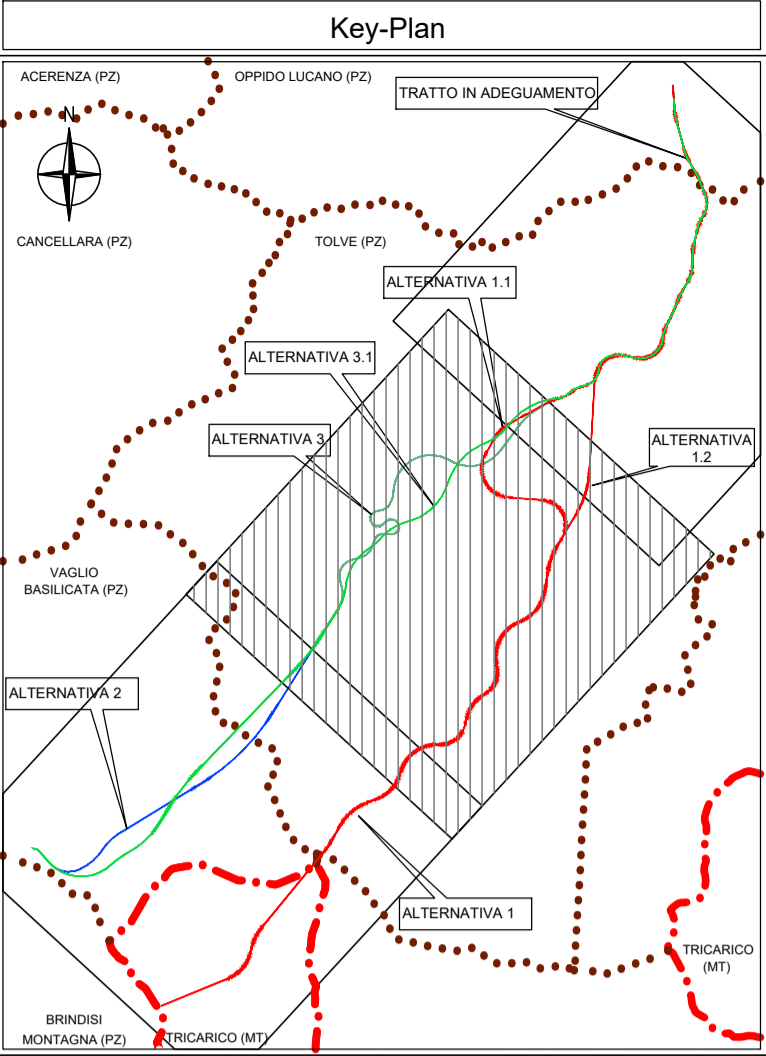 Key-Plan
ACERENZA (PZ)
OPPIDO LUCANO (PZ)
TRATTO IN ADEGUAMENTO
N
CANCELLARA (PZ)
TOLVE (PZ)
ALTERNATIVA 1.1
ALTERNATIVA 3.1
ALTERNATIVA 3
ALTERNATIVA
1.2
VAGLIO
BASILICATA (PZ)
ALTERNATIVA 2
ALTERNATIVA 1
TRICARICO
(MT)
BRINDISI
MONTAGNA (PZ)
TRICARICO (MT)